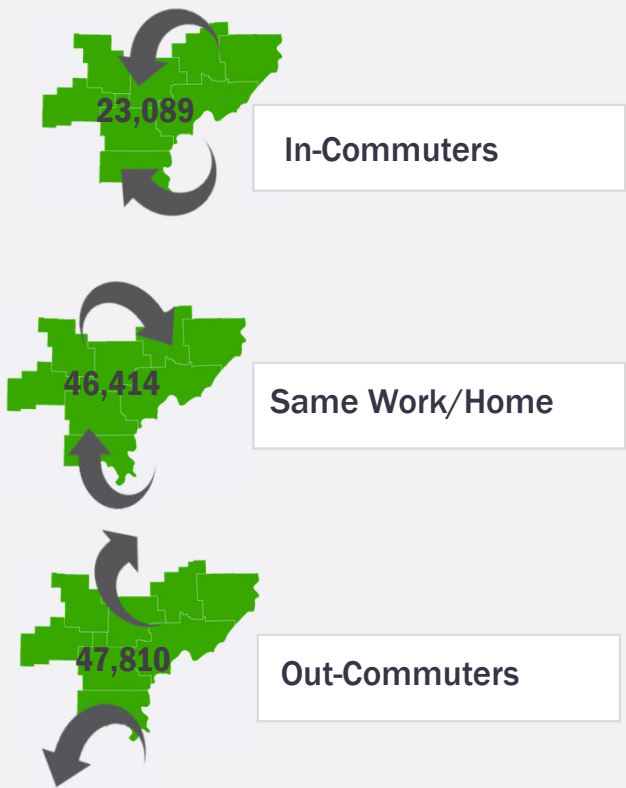 23,089
In-Commuters
46,414
Same Work/Home
47,810
Out-Commuters